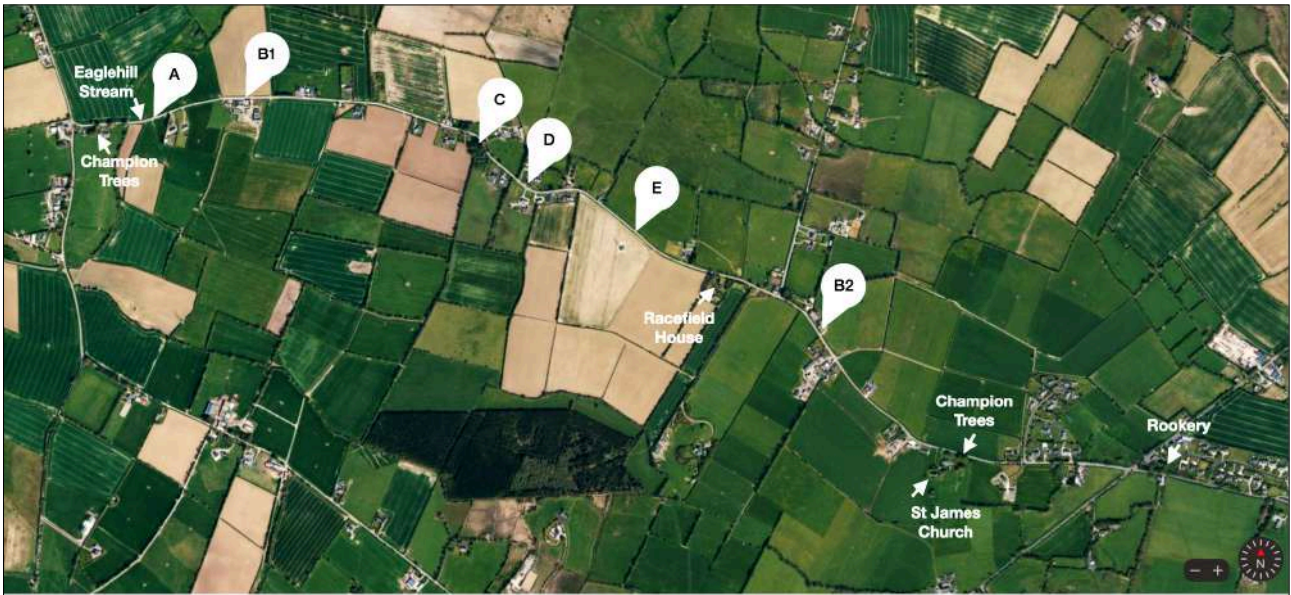 B1
A
Eaglehill
Stream
Champion
Trees
C
D
E
Racefield
House
B2
Champion
Trees
Rookery
St James
Church
− +
N